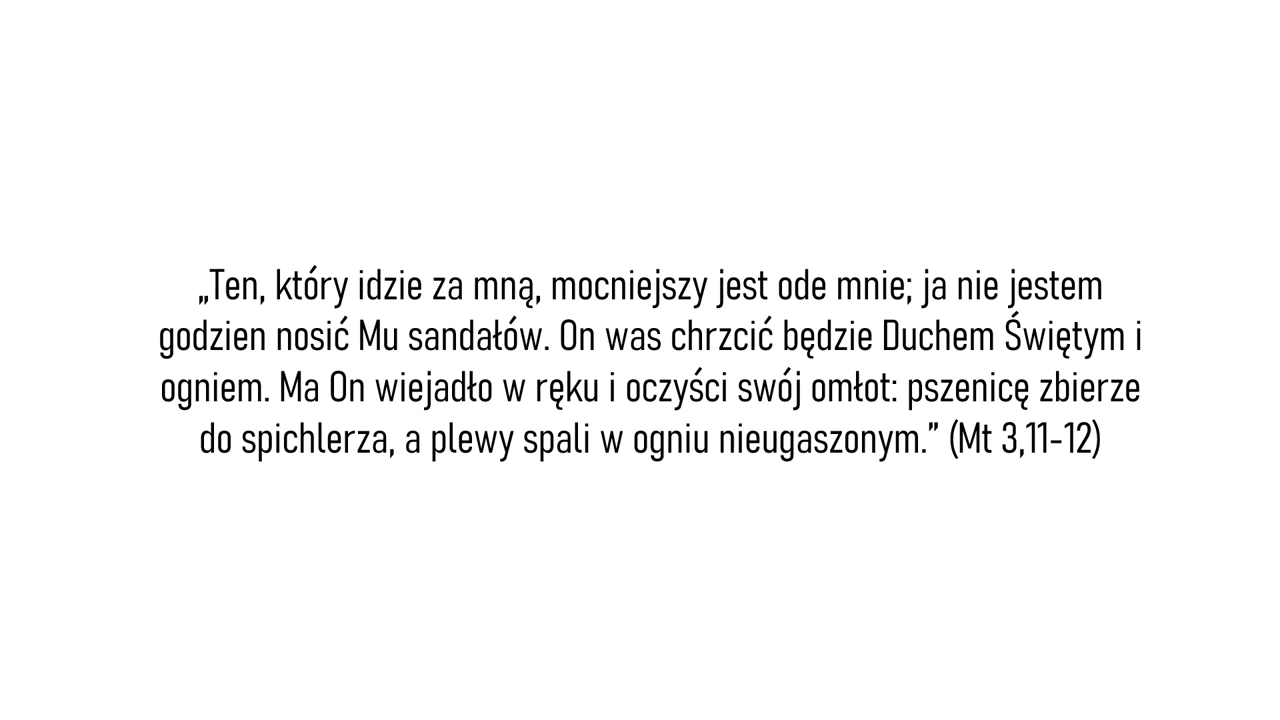 „Ten, który idzie za mną, mocniejszy jest ode mnie; ja nie jestem
godzien nosić Mu sandałów. On was chrzcić będzie Duchem Świętym i
ogniem. Ma On wiejadło w ręku i oczyści swój omłot: pszenicę zbierze
do spichlerza, a plewy spali w ogniu nieugaszonym.” (Mt 3,11-12)